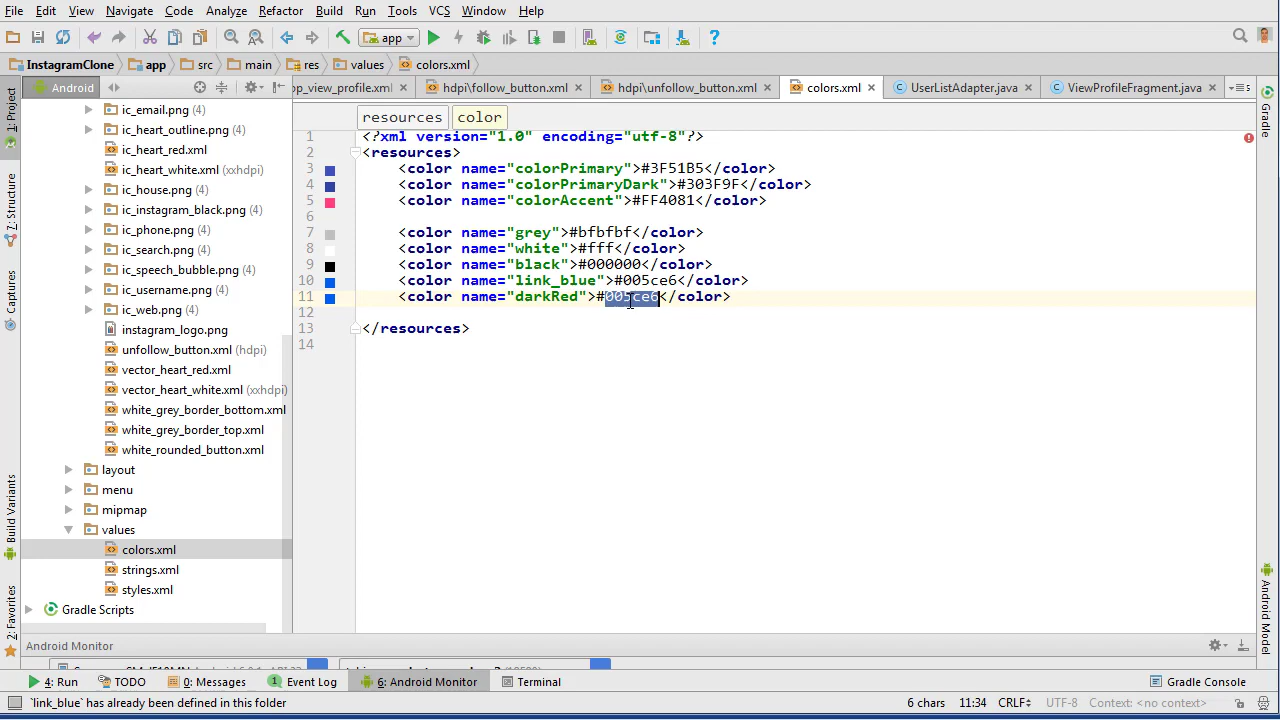 File Edit View Navigate Code Analyze Refactor Build Run Tools VCS Window Help
app
InstagramClone app src main res values colors.xml
Android
op_view_profile.xml hdpi\follow_button.xml hdpi\unfollow_button.xml colors.xml UserListAdapter.java ViewProfileFragment.java
resources color
1 <?xml version="1.0" encoding="utf-8"?>
2 <resources>
3 <color name="colorPrimary">#3F51B5</color>
4 <color name="colorPrimaryDark">#303F9F</color>
5 <color name="colorAccent">#FF4081</color>
6
7 <color name="grey">#bfbfbf</color>
8 <color name="white">#fff</color>
9 <color name="black">#000000</color>
10 <color name="link_blue">#005ce6</color>
11 <color name="darkRed">#005ce6</color>
12
13 </resources>
14
ic_email.png (4)
ic_heart_outline.png (4)
ic_heart_red.xml
ic_heart_white.xml (xxhdpi)
ic_house.png (4)
ic_instagram_black.png (4)
ic_phone.png (4)
ic_search.png (4)
ic_speech_bubble.png (4)
ic_username.png (4)
ic_web.png (4)
instagram_logo.png
unfollow_button.xml (hdpi)
vector_heart_red.xml
vector_heart_white.xml (xxhdpi)
white_grey_border_bottom.xml
white_grey_border_top.xml
white_rounded_button.xml
layout
menu
mipmap
values
colors.xml
strings.xml
styles.xml
Gradle Scripts
1: Project
7: Structure
Captures
Build Variants
2: Favorites
Gradle
Android Model
Android Monitor
4: Run TODO 0: Messages Event Log 6: Android Monitor Terminal Gradle Console
`link_blue` has already been defined in this folder 6 chars 11:34 CRLF UTF-8 Context: <no context>